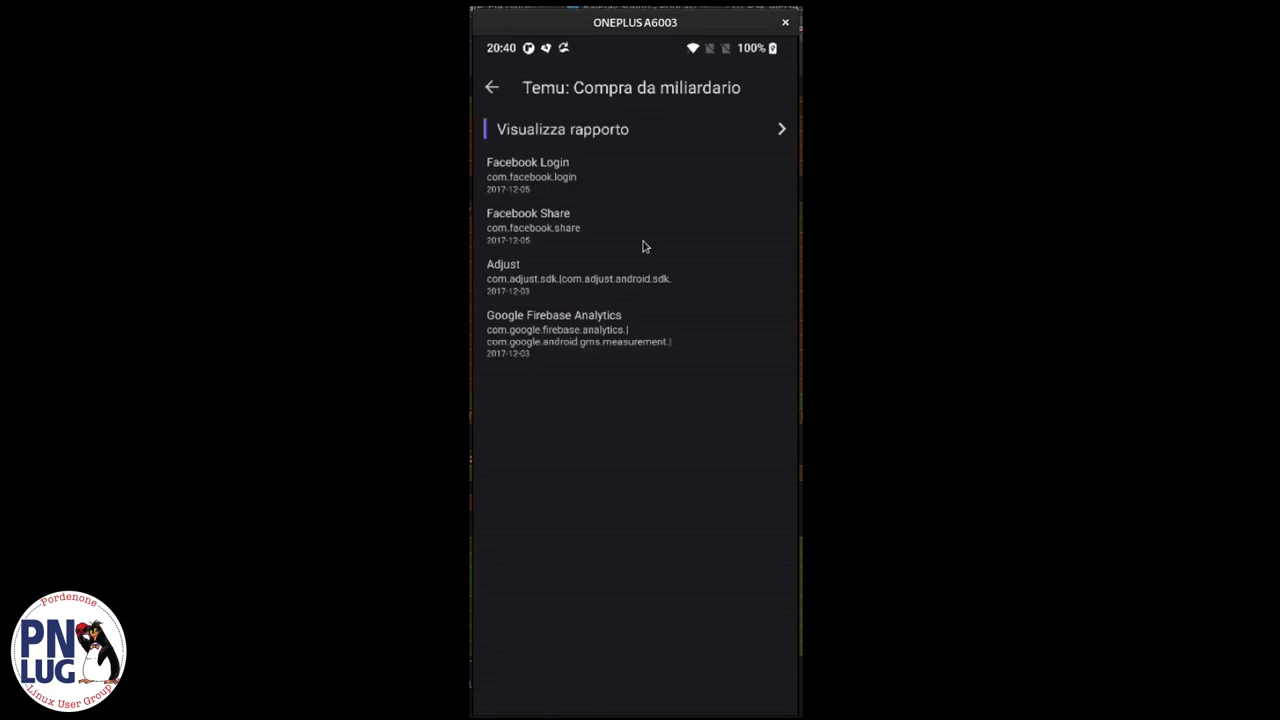 ONEPLUS A6003
20:40
100%
Temu: Compra da miliardario
Visualizza rapporto
Facebook Login
com.facebook.login
2017-12-05
Facebook Share
com.facebook.share
2017-12-05
Adjust
com.adjust.sdk.|com.adjust.android.sdk.
2017-12-03
Google Firebase Analytics
com.google.firebase.analytics.|
com.google.android.gms.measurement.|
2017-12-03
Pordenone
PN
LUG
Linux User Group